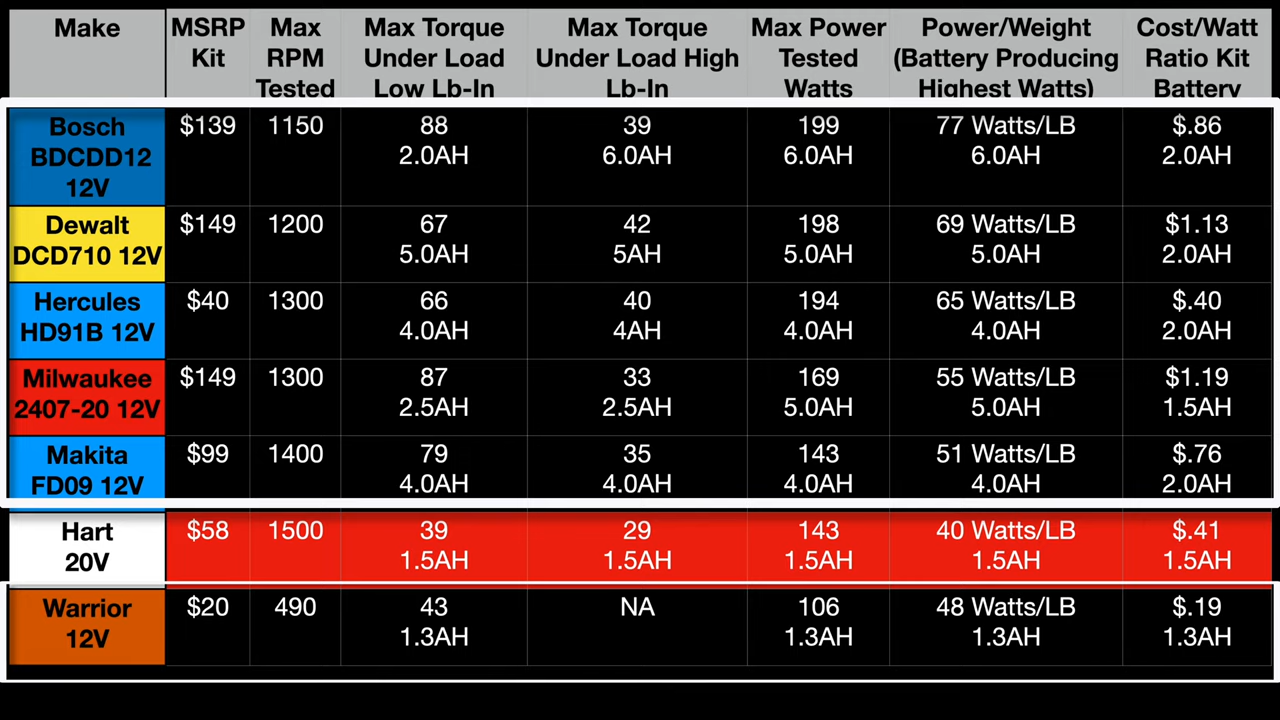 Make
MSRP Kit
Max RPM Tested
Max Torque Under Load Low Lb-In
Max Torque Under Load High Lb-In
Max Power Tested Watts
Power/Weight (Battery Producing Highest Watts)
Cost/Watt Ratio Kit Battery
Bosch BDCDD12 12V
$139
1150
88 2.0AH
39 6.0AH
199 6.0AH
77 Watts/LB 6.0AH
$.86 2.0AH
Dewalt DCD710 12V
$149
1200
67 5.0AH
42 5AH
198 5.0AH
69 Watts/LB 5.0AH
$1.13 2.0AH
Hercules HD91B 12V
$40
1300
66 4.0AH
40 4AH
194 4.0AH
65 Watts/LB 4.0AH
$.40 2.0AH
Milwaukee 2407-20 12V
$149
1300
87 2.5AH
33 2.5AH
169 5.0AH
55 Watts/LB 5.0AH
$1.19 1.5AH
Makita FD09 12V
$99
1400
79 4.0AH
35 4.0AH
143 4.0AH
51 Watts/LB 4.0AH
$.76 2.0AH
Hart 20V
$58
1500
39 1.5AH
29 1.5AH
143 1.5AH
40 Watts/LB 1.5AH
$.41 1.5AH
Warrior 12V
$20
490
43 1.3AH
NA
106 1.3AH
48 Watts/LB 1.3AH
$.19 1.3AH